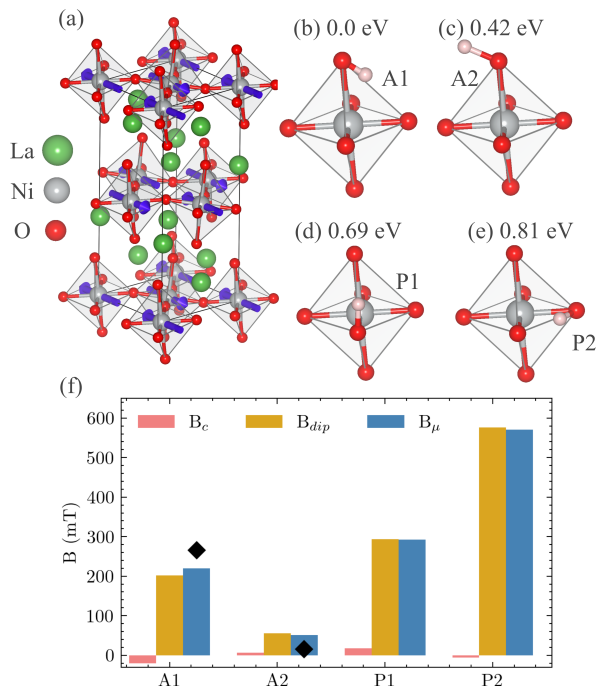 (a)
La
Ni
O
(b) 0.0 eV
A1
(c) 0.42 eV
A2
(d) 0.69 eV
P1
(e) 0.81 eV
P2
(f)
B_c
B_dip
B_μ
B (mT)
600
500
400
300
200
100
0
A1
A2
P1
P2